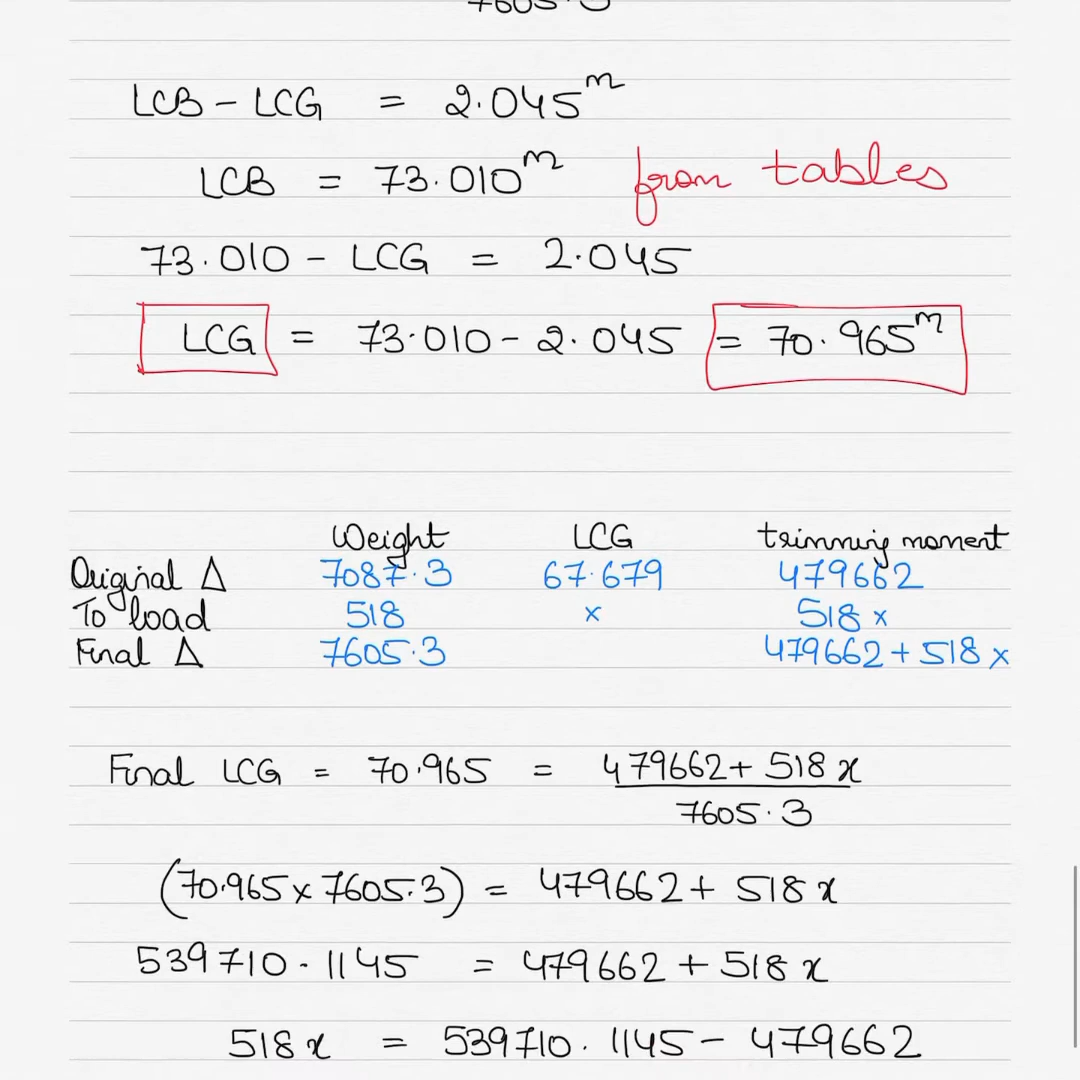 7605.3
LCB - LCG = 2.045m
LCB = 73.010m from tables
73.010 - LCG = 2.045
LCG = 73.010 - 2.045 = 70.965m
Weight LCG trimming moment
Original Δ 7087.3 67.679 479662
To load 518 x 518 x
Final Δ 7605.3 479662 + 518 x
Final LCG = 70.965 = 479662 + 518 x
7605.3
(70.965 x 7605.3) = 479662 + 518 x
539710.1145 = 479662 + 518 x
518 x = 539710.1145 - 479662